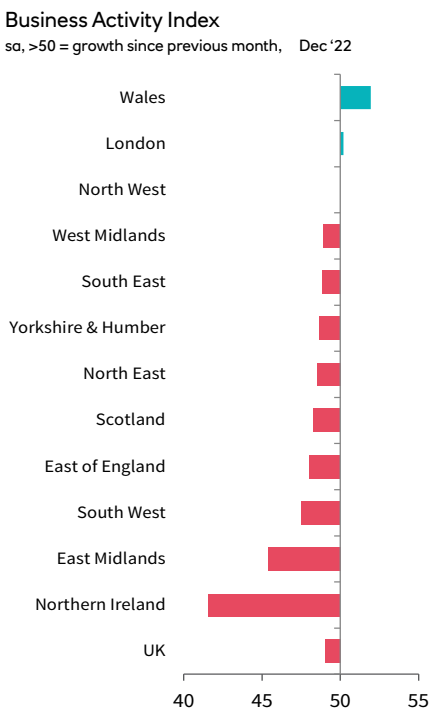 Business Activity Index
sa, >50 = growth since previous month, Dec ‘22
Wales
London
North West
West Midlands
South East
Yorkshire & Humber
North East
Scotland
East of England
South West
East Midlands
Northern Ireland
UK
40 45 50 55